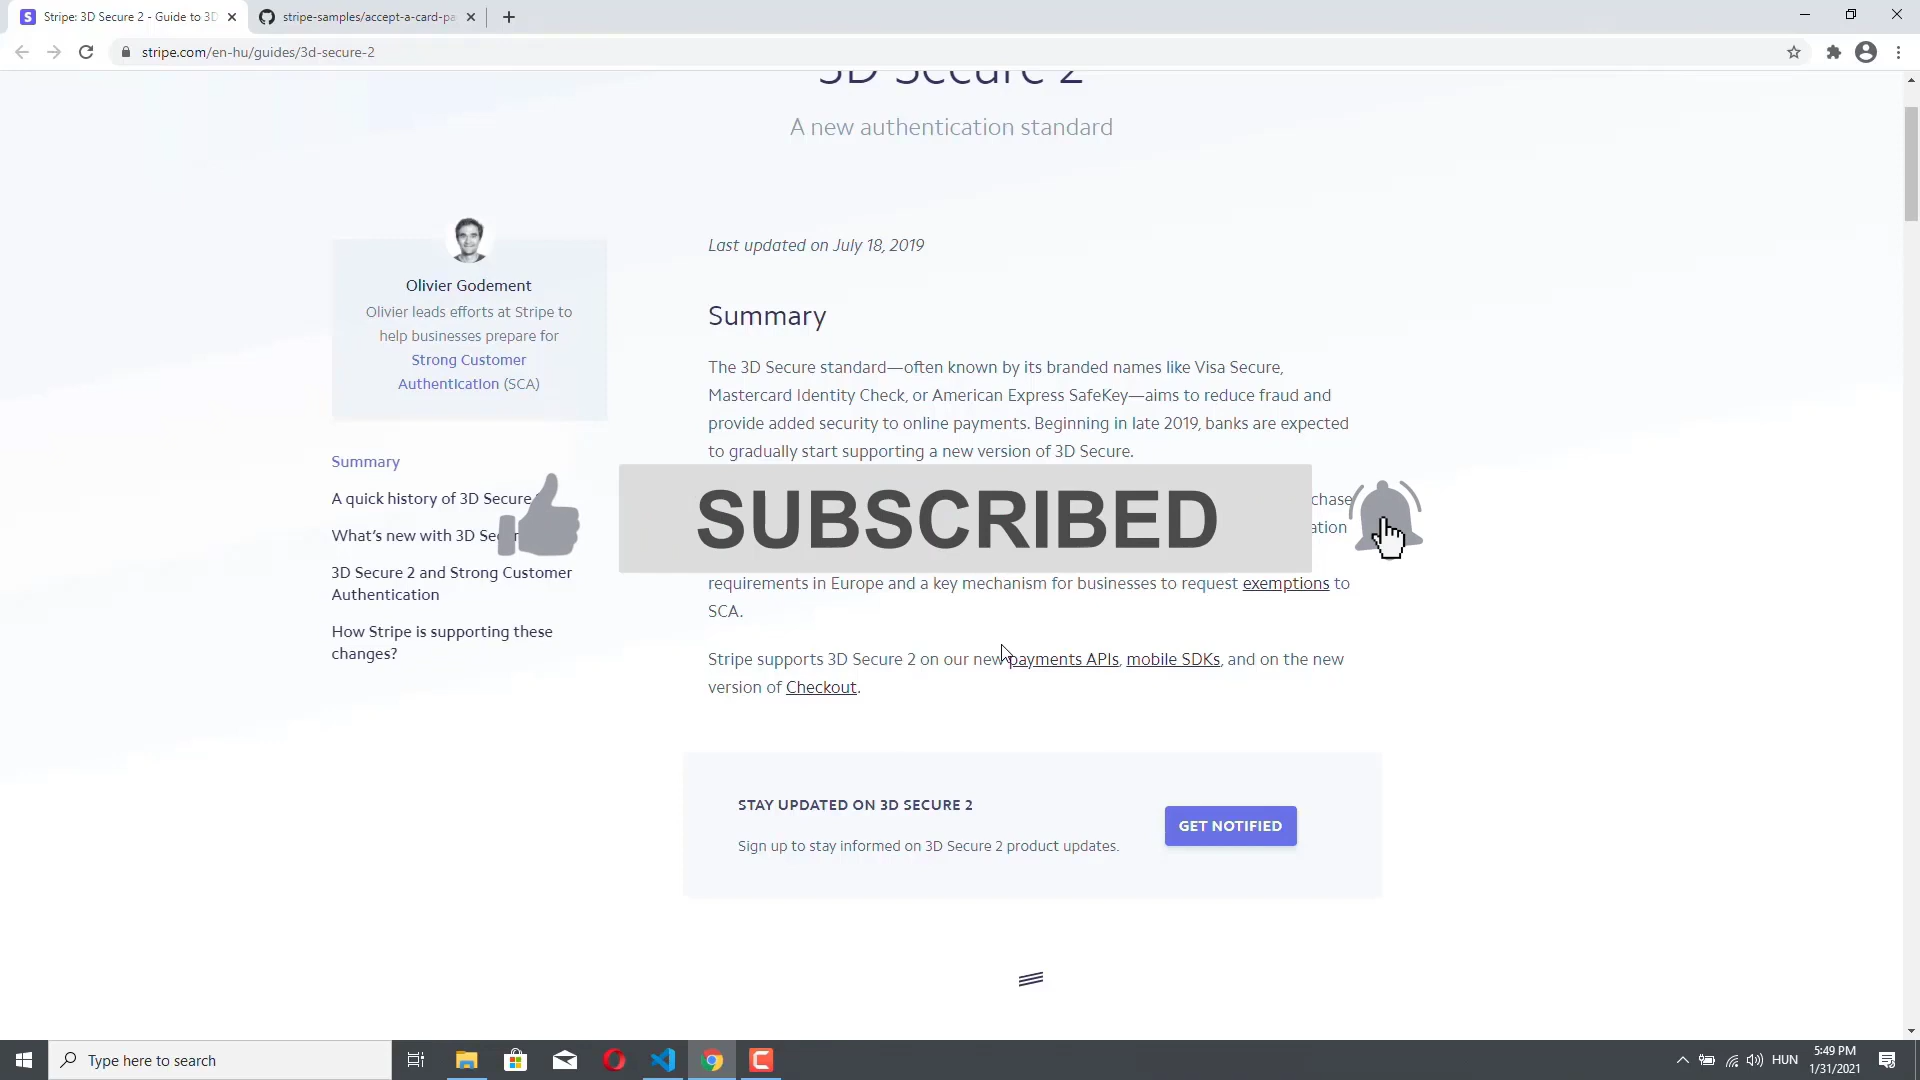 Stripe: 3D Secure 2 - Guide to 3D
stripe-samples/accept-a-card-pa
stripe.com/en-hu/guides/3d-secure-2
3D Secure 2
A new authentication standard
Last updated on July 18, 2019
Olivier Godement
Olivier leads efforts at Stripe to
help businesses prepare for
Strong Customer
Authentication (SCA)
Summary
A quick history of 3D Secure
What's new with 3D Sec
3D Secure 2 and Strong Customer
Authentication
How Stripe is supporting these
changes?
Summary
The 3D Secure standard—often known by its branded names like Visa Secure,
Mastercard Identity Check, or American Express SafeKey—aims to reduce fraud and
provide added security to online payments. Beginning in late 2019, banks are expected
to gradually start supporting a new version of 3D Secure.
chase
SUBSCRIBED
ation
requirements in Europe and a key mechanism for businesses to request exemptions to
SCA.
Stripe supports 3D Secure 2 on our new payments APIs, mobile SDKs, and on the new
version of Checkout.
STAY UPDATED ON 3D SECURE 2
Sign up to stay informed on 3D Secure 2 product updates.
GET NOTIFIED
Type here to search
HUN
5:49 PM
1/31/2021